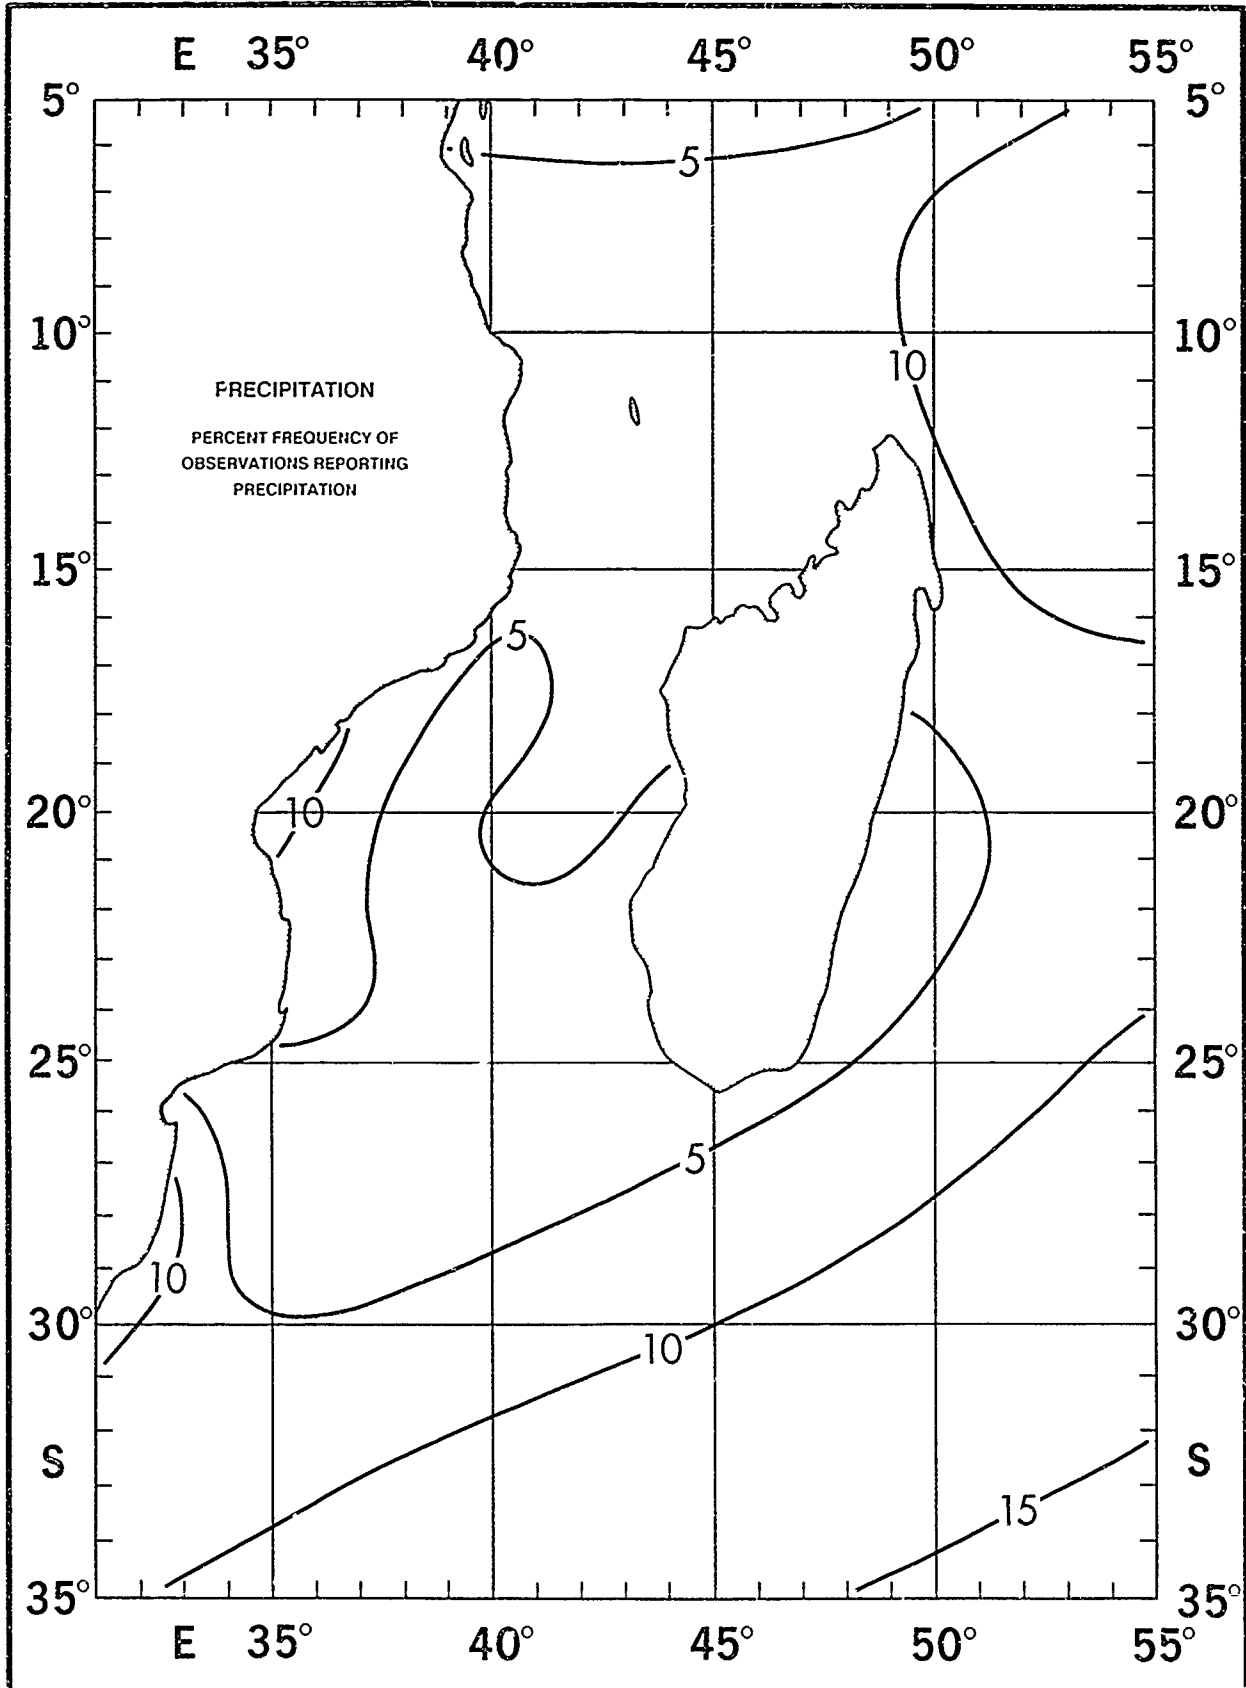 E 35° 40° 45° 50° 55°
5° 5°
5
10° 10°
10
PRECIPITATION
PERCENT FREQUENCY OF
OBSERVATIONS REPORTING
PRECIPITATION
15° 15°
5
20° 10 20°
25° 25°
5
10
30° 30°
10
S S
15
35° 35°
E 35° 40° 45° 50° 55°